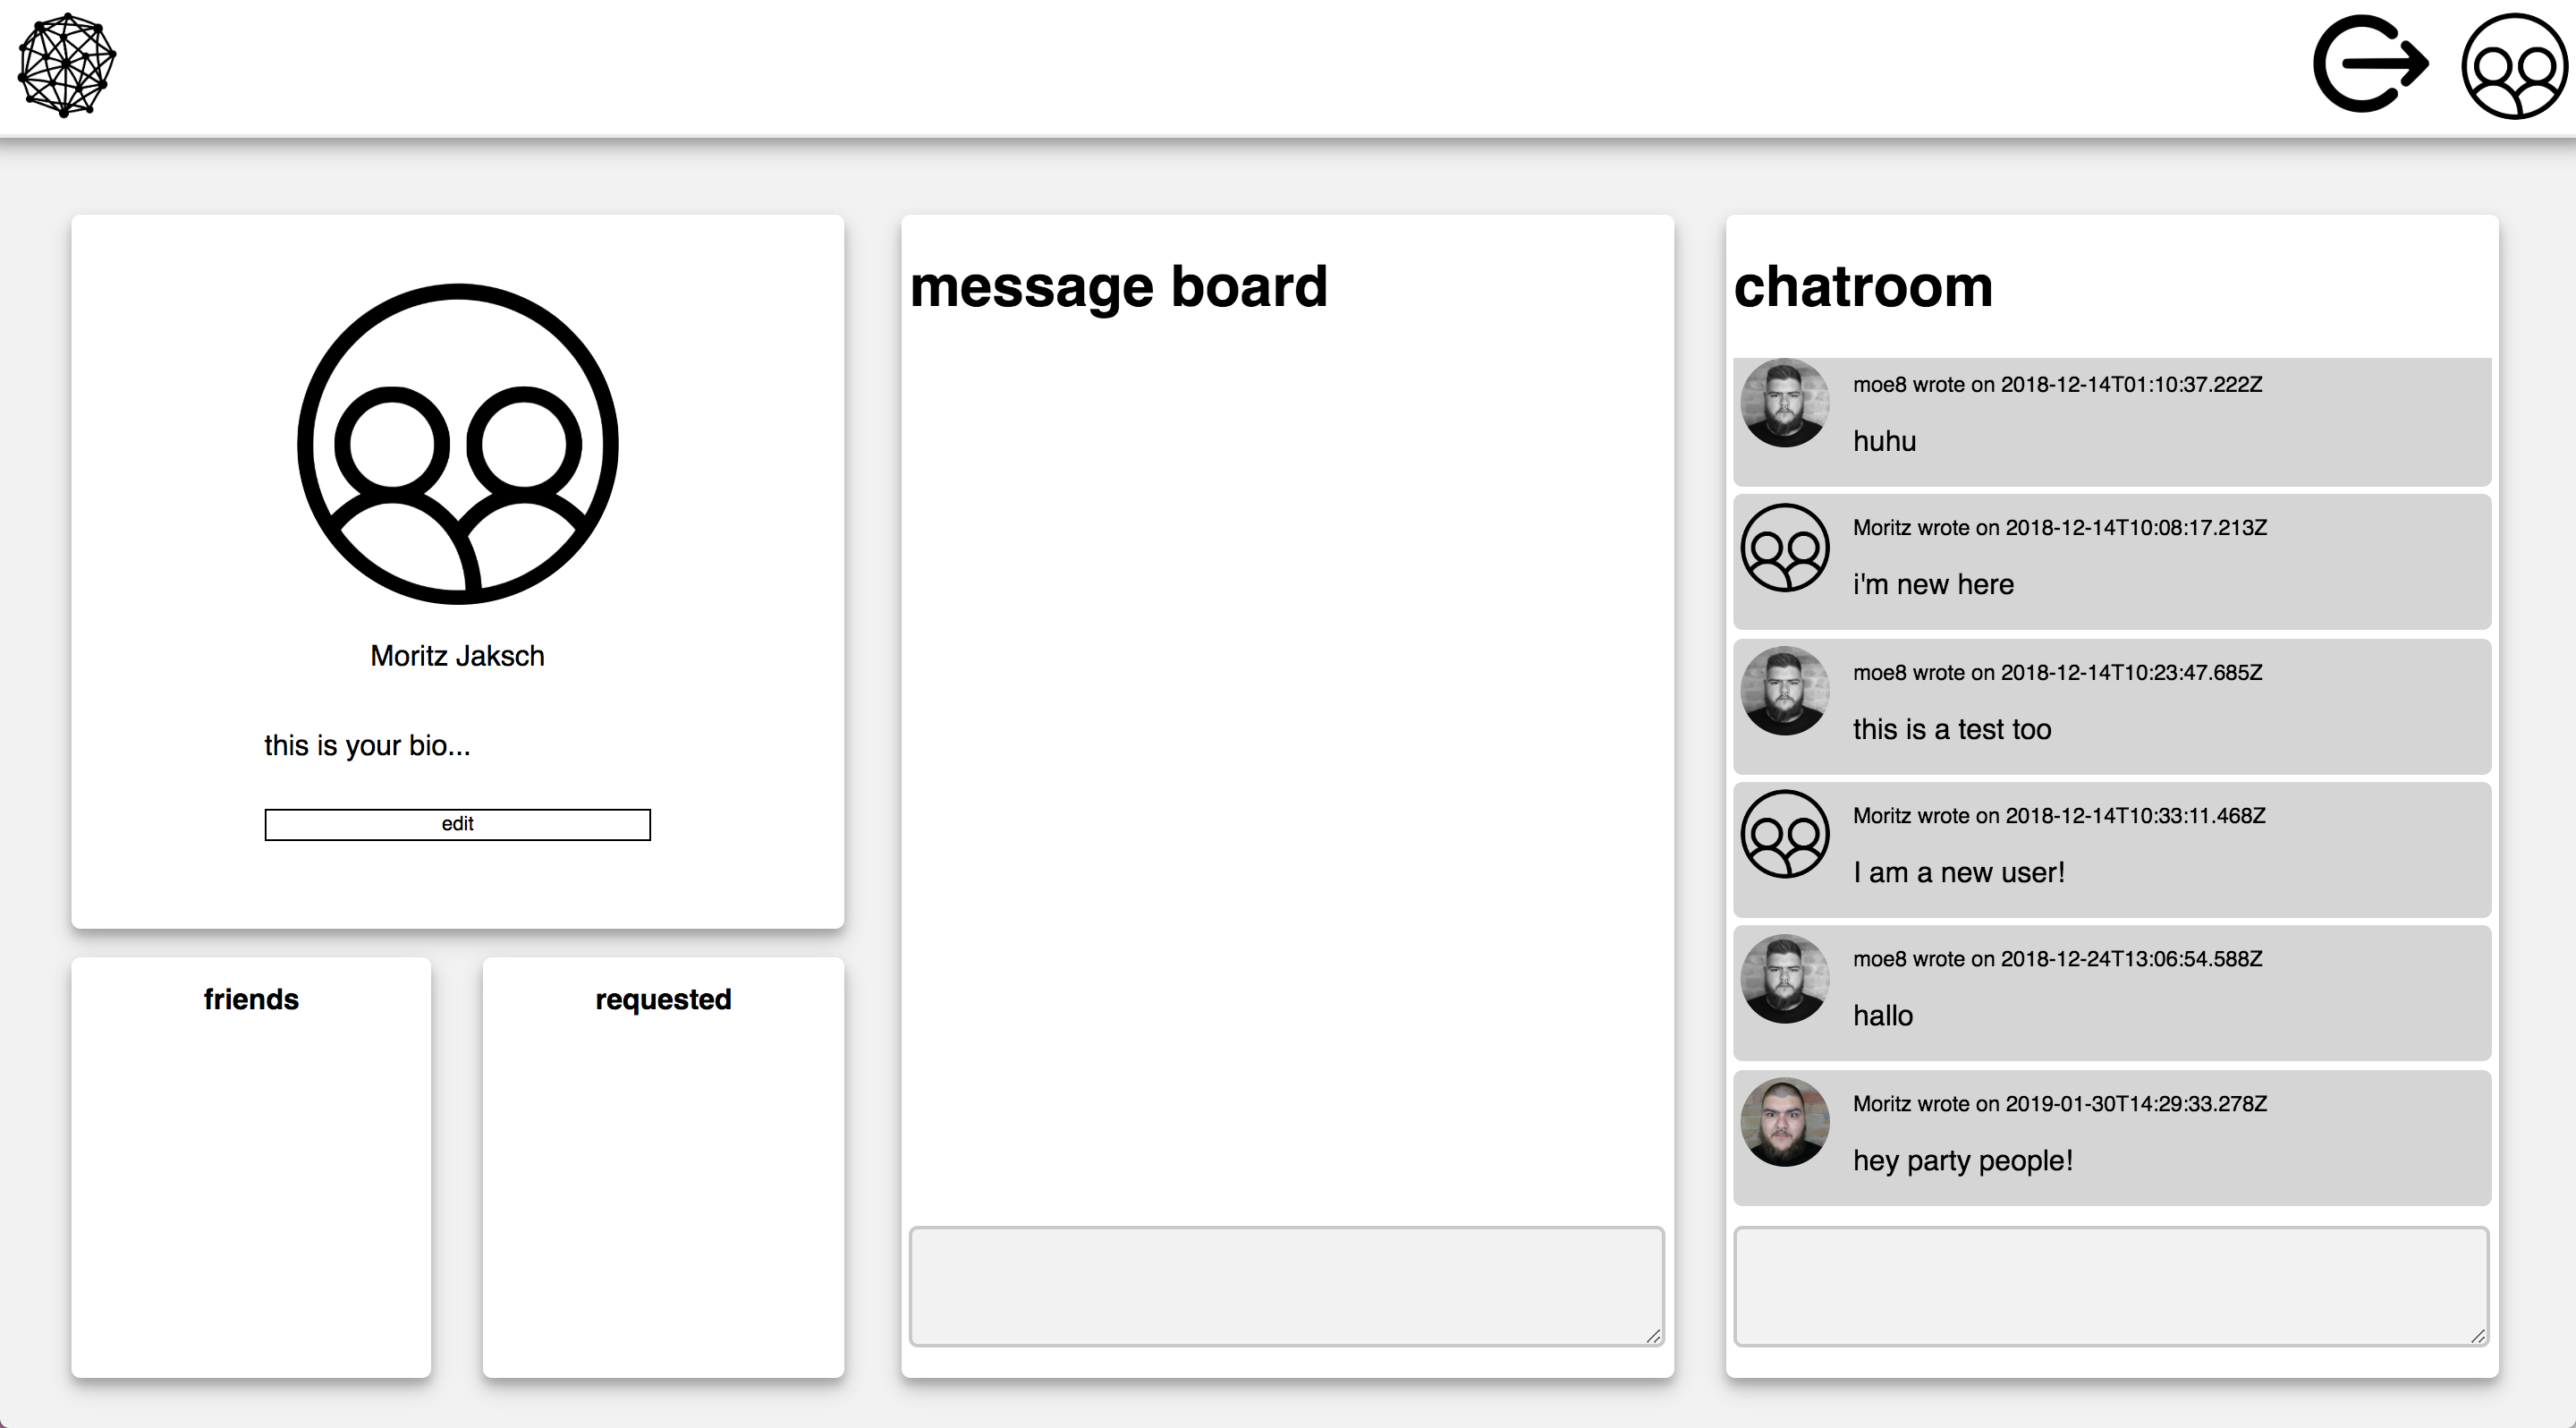 Moritz Jaksch
this is your bio...
edit
friends
requested
message board
chatroom
moe8 wrote on 2018-12-14T01:10:37.222Z
huhu
Moritz wrote on 2018-12-14T10:08:17.213Z
i'm new here
moe8 wrote on 2018-12-14T10:23:47.685Z
this is a test too
Moritz wrote on 2018-12-14T10:33:11.468Z
I am a new user!
moe8 wrote on 2018-12-24T13:06:54.588Z
hallo
Moritz wrote on 2019-01-30T14:29:33.278Z
hey party people!